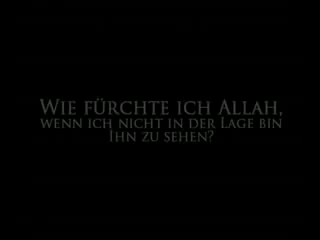 Wie fürchte ich Allah,
wenn ich nicht in der Lage bin
Ihn zu sehen?